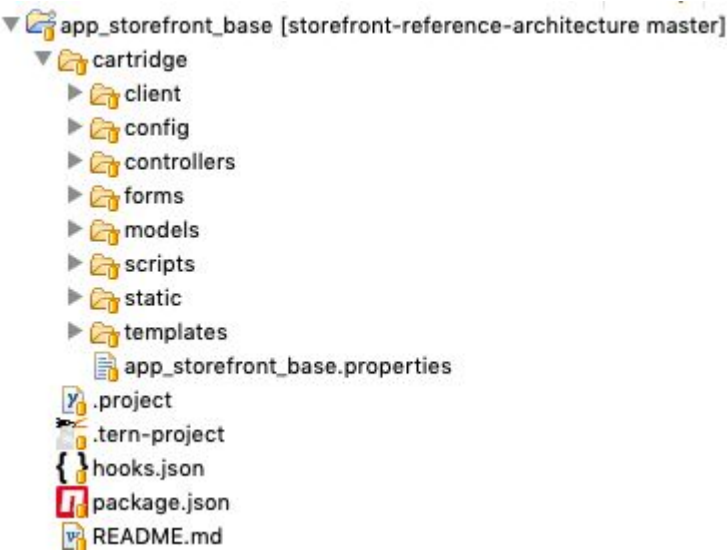 app_storefront_base [storefront-reference-architecture master]
cartridge
client
config
controllers
forms
models
scripts
static
templates
app_storefront_base.properties
.project
.tern-project
hooks.json
package.json
README.md